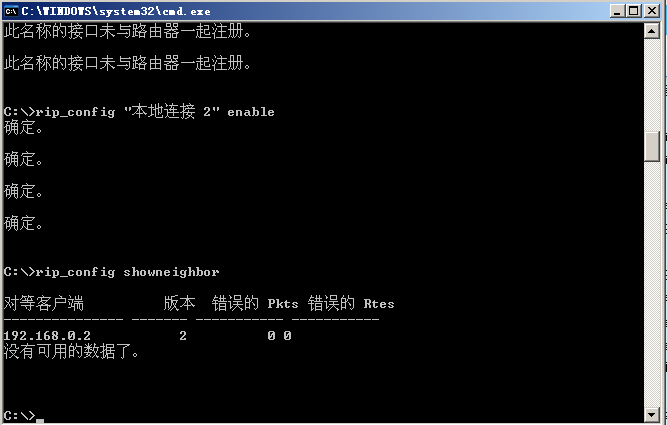 C:\WINDOWS\system32\cmd.exe
此名称的接口未与路由器一起注册。
此名称的接口未与路由器一起注册。
C:\>rip_config "本地连接 2" enable
确定。
确定。
确定。
确定。
C:\>rip_config showneighbor
对等客户端 版本 错误的 Pkts 错误的 Rtes
--------------- ------- ----------- -----------
192.168.0.2 2 0 0
没有可用的数据了。
C:\>_